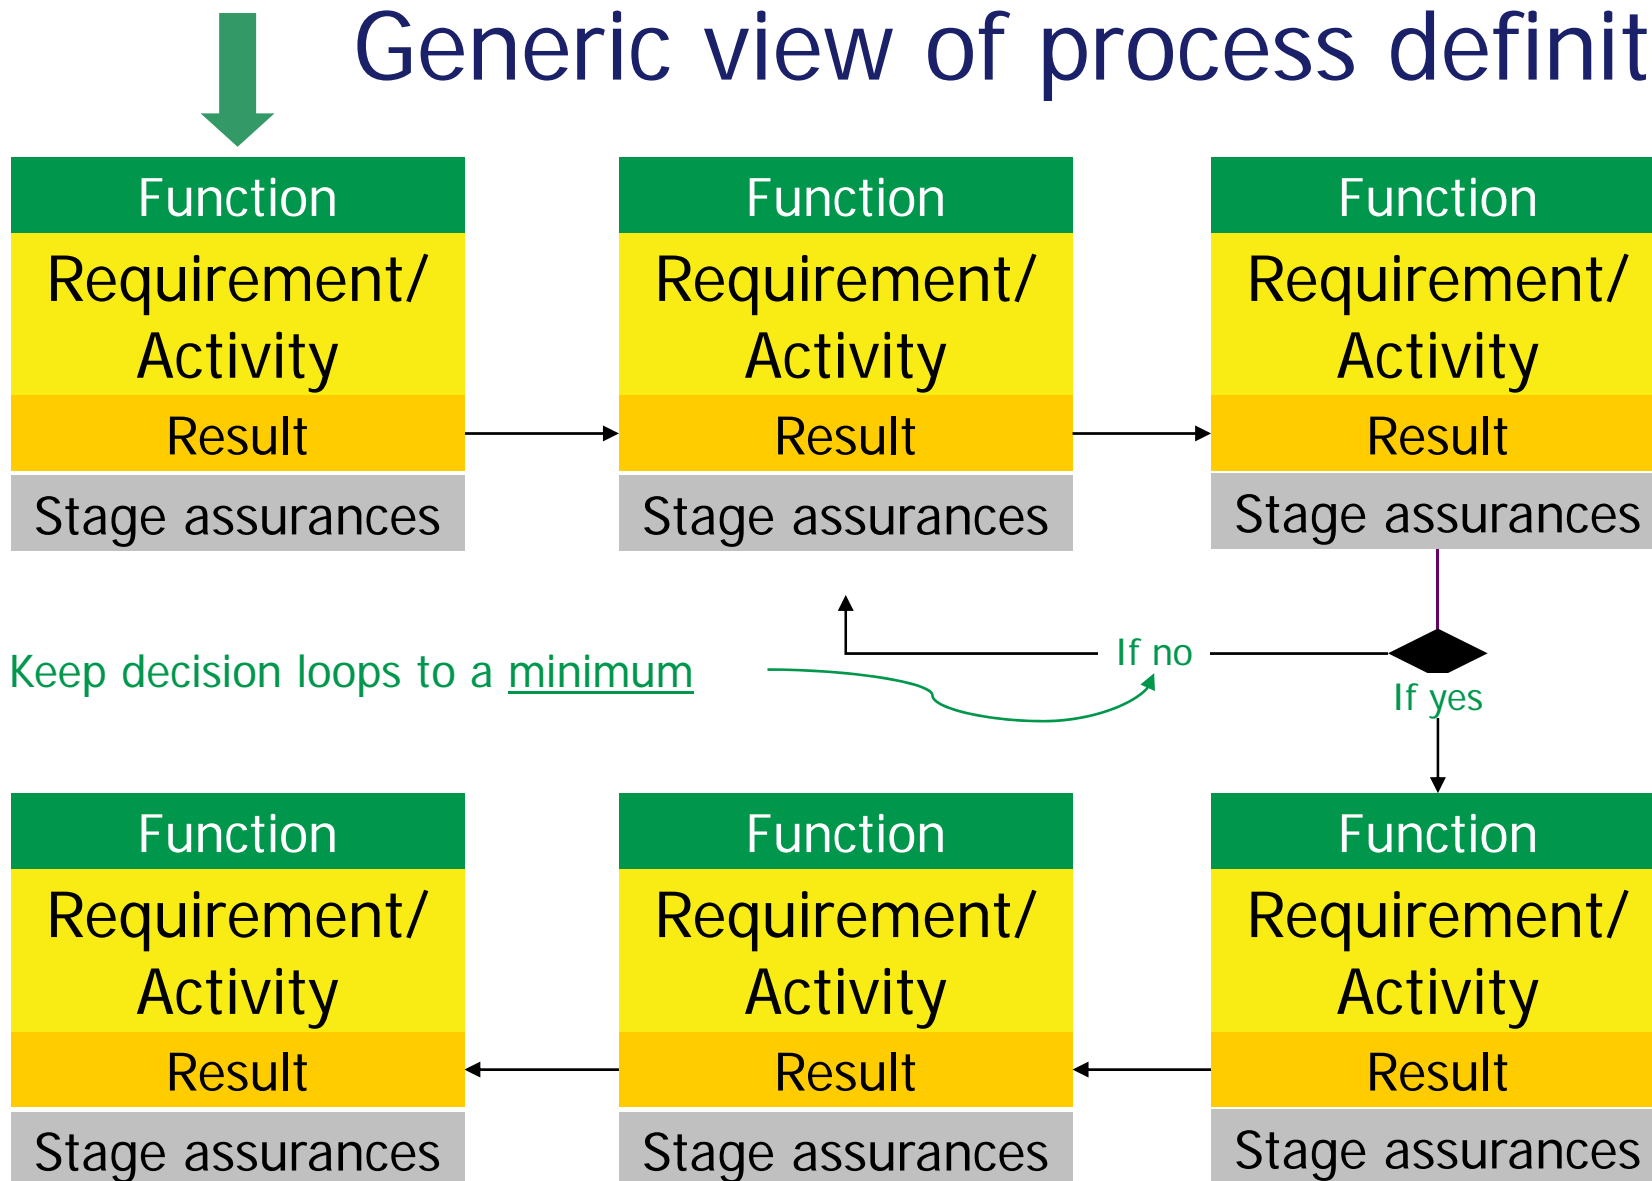 Generic view of process definit
Function
Requirement/
Activity
Result
Stage assurances
Function
Requirement/
Activity
Result
Stage assurances
Function
Requirement/
Activity
Result
Stage assurances
If no
Keep decision loops to a minimum
If yes
Function
Requirement/
Activity
Result
Stage assurances
Function
Requirement/
Activity
Result
Stage assurances
Function
Requirement/
Activity
Result
Stage assurances